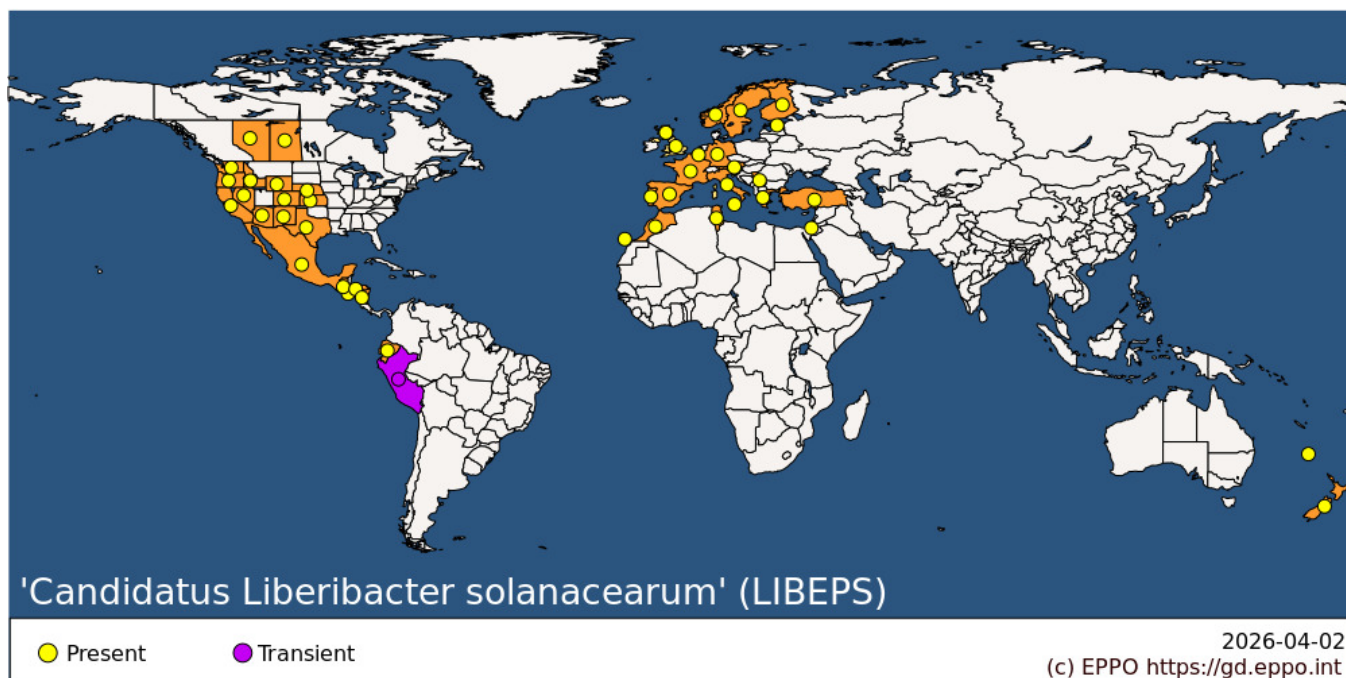 'Candidatus Liberibacter solanacearum' (LIBEPS)
Present
Transient
2026-04-02
(c) EPPO https://gd.eppo.int